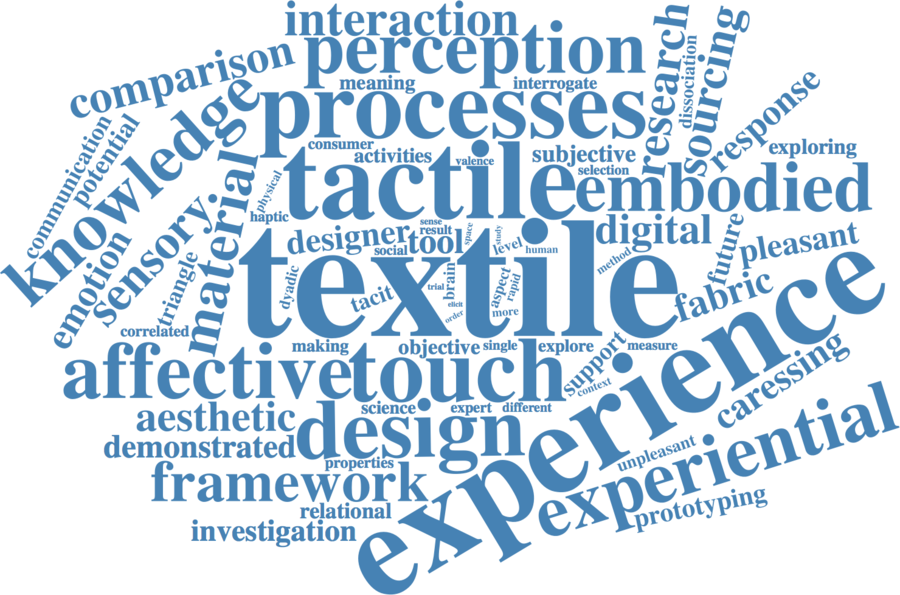 interaction
perception
comparison
meaning
interrogate
research
dissociation
sourcing
processes
knowledge
response
communication
potential
consumer
activities
valence
subjective
selection
exploring
physical
tactile
embodied
haptic
sensory
material
designer
social
tool
sense
result
space
study
level
human
digital
method
future
pleasant
emotion
triangle
textile
dyadic
tacit
trial
brain
elicit
order
aspect
rapid
more
fabric
correlated
making
objective
single
explore
support
measure
context
experience
affective
touch
caressing
aesthetic
science
expert
different
design
demonstrated
properties
unpleasant
experiential
framework
relational
prototyping
investigation